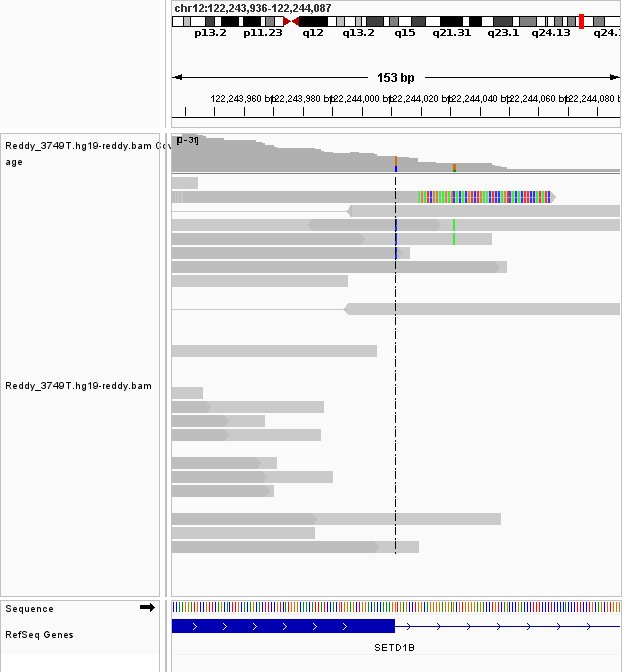 chr12:122,243,936-122,244,087
p13.2 p11.23 q12 q13.2 q15 q21.31 q23.1 q24.13 q24.
153 bp
122,243,960 bp 122,243,980 bp 122,244,000 bp 122,244,020 bp 122,244,040 bp 122,244,060 bp 122,244,080 b
Reddy_3749T.hg19-reddy.bam Cov
age
[0-31]
Reddy_3749T.hg19-reddy.bam
Sequence
RefSeq Genes
SETD1B